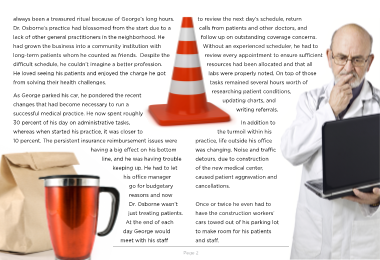 always been a treasured ritual because of George's long hours.
Dr. Osborne's practice had blossomed from the start due to a
lack of other general practitioners in the neighborhood. He
had grown the business into a community institution with
long-term patients whom he counted as friends. Despite the
difficult schedule, he couldn't imagine a better profession.
He loved seeing his patients and enjoyed the charge he got
from solving their health challenges.
As George parked his car, he pondered the recent
changes that had become necessary to run a
successful medical practice. He now spent roughly
30 percent of his day on administrative tasks,
whereas when started his practice, it was closer to
10 percent. The persistent insurance reimbursement issues were
having a big effect on his bottom
line, and he was having trouble
keeping up. He had to let
his office manager
go for budgetary
reasons and now
Dr. Osborne wasn't
just treating patients.
At the end of each
day George would
meet with his staff
to review the next day's schedule, return
calls from patients and other doctors, and
follow up on outstanding coverage concerns.
Without an experienced scheduler, he had to
review every appointment to ensure sufficient
resources had been allocated and that all
labs were properly noted. On top of those
tasks remained several hours worth of
researching patient conditions,
updating charts, and
writing referrals.
In addition to
the turmoil within his
practice, life outside his office
was changing. Noise and traffic
detours, due to construction
of the new medical center,
caused patient aggravation and
cancellations.
Once or twice he even had to
have the construction workers'
cars towed out of his parking lot
to make room for his patients
and staff.
Page 2